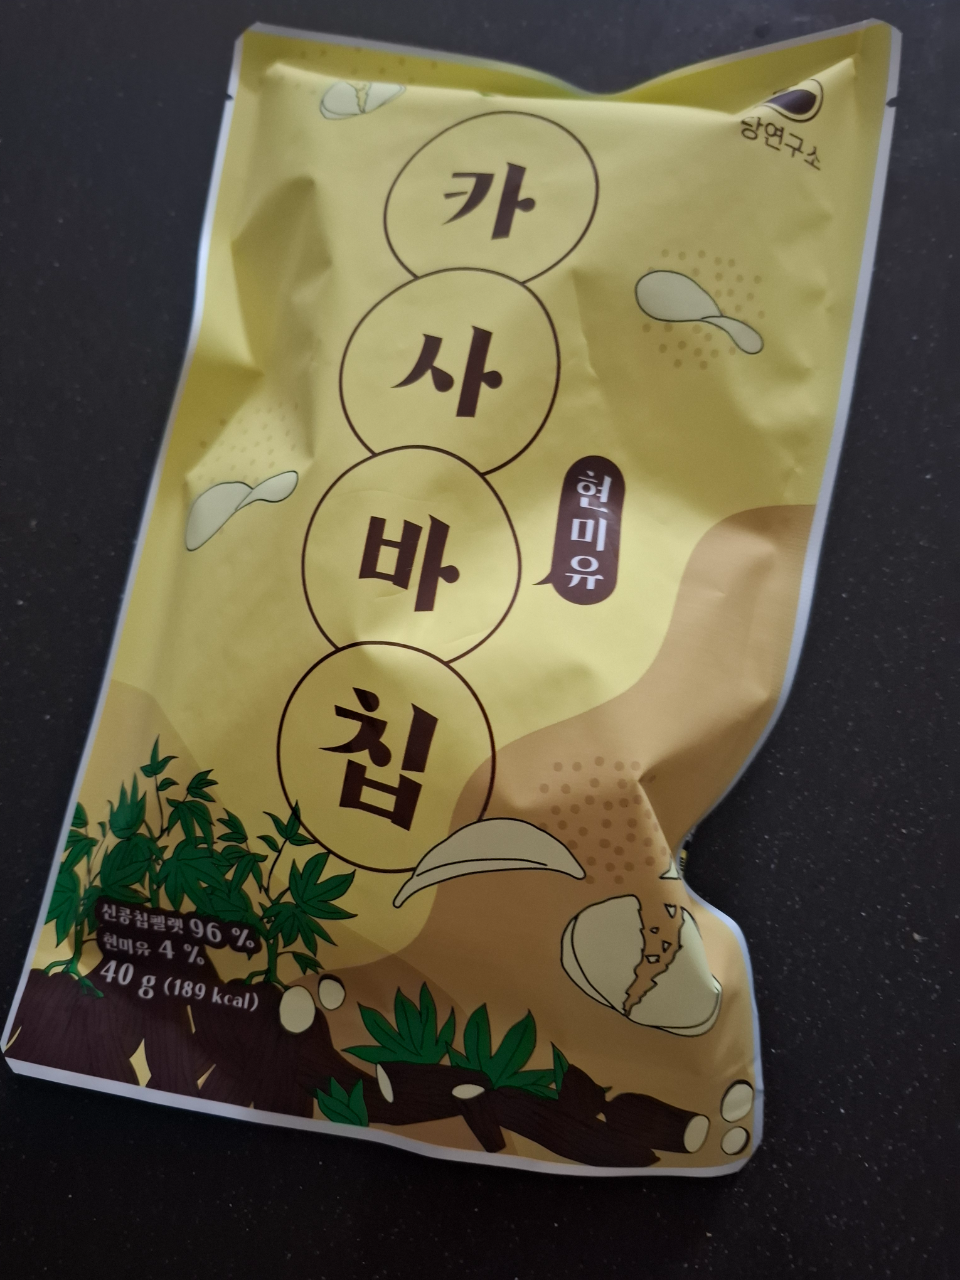 당연구소
카
사
바
칩
현
미
유
신콩칩펠렛 96 %
현미유 4 %
40 g (189 kcal)